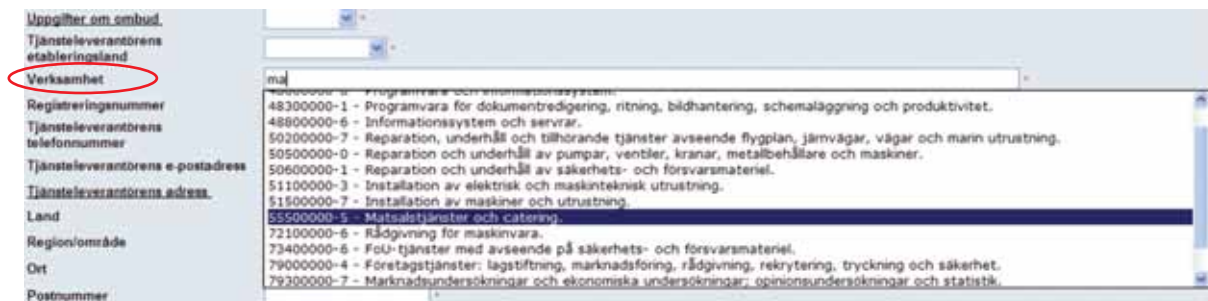 Uppgifter om ombud
Tjänsteleverantörens
etableringsland
Verksamhet
ma
48000000-8 - Programvara och informationssystem.
48300000-1 - Programvara för dokumentredigering, ritning, bildhantering, schemaläggning och produktivitet.
Registreringsnummer
48800000-6 - Informationssystem och servrar.
Tjänsteleverantörens
telefonnummer
50200000-7 - Reparation, underhåll och tillhörande tjänster avseende flygplan, järnvägar, vägar och marin utrustning.
50500000-0 - Reparation och underhåll av pumpar, ventiler, kranar, metallbehållare och maskiner.
Tjänsteleverantörens e-postadress
50600000-1 - Reparation och underhåll av säkerhets- och försvarsmateriel.
51100000-3 - Installation av elektrisk och maskinteknisk utrustning.
Tjänsteleverantörens adress
51500000-7 - Installation av maskiner och utrustning.
Land
55500000-5 - Matsalstjänster och catering.
72100000-6 - Rådgivning för maskinvara.
Region/område
73400000-6 - FoU-tjänster med avseende på säkerhets- och försvarsmateriel.
Ort
79000000-4 - Företagstjänster: lagstiftning, marknadsföring, rådgivning, rekrytering, tryckning och säkerhet.
79300000-7 - Marknadsundersökningar och ekonomiska undersökningar; opinionsundersökningar och statistik.
Postnummer